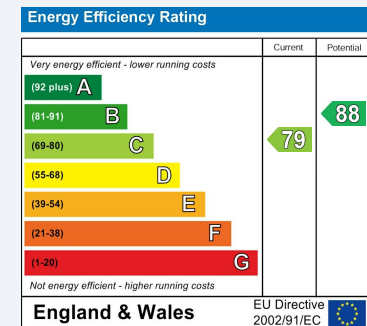 Energy Efficiency Rating
Current Potential
Very energy efficient - lower running costs
(92 plus) A
(81-91) B
88
(69-80) C
79
(55-68) D
(39-54) E
(21-38) F
(1-20) G
Not energy efficient - higher running costs
England & Wales
EU Directive
2002/91/EC